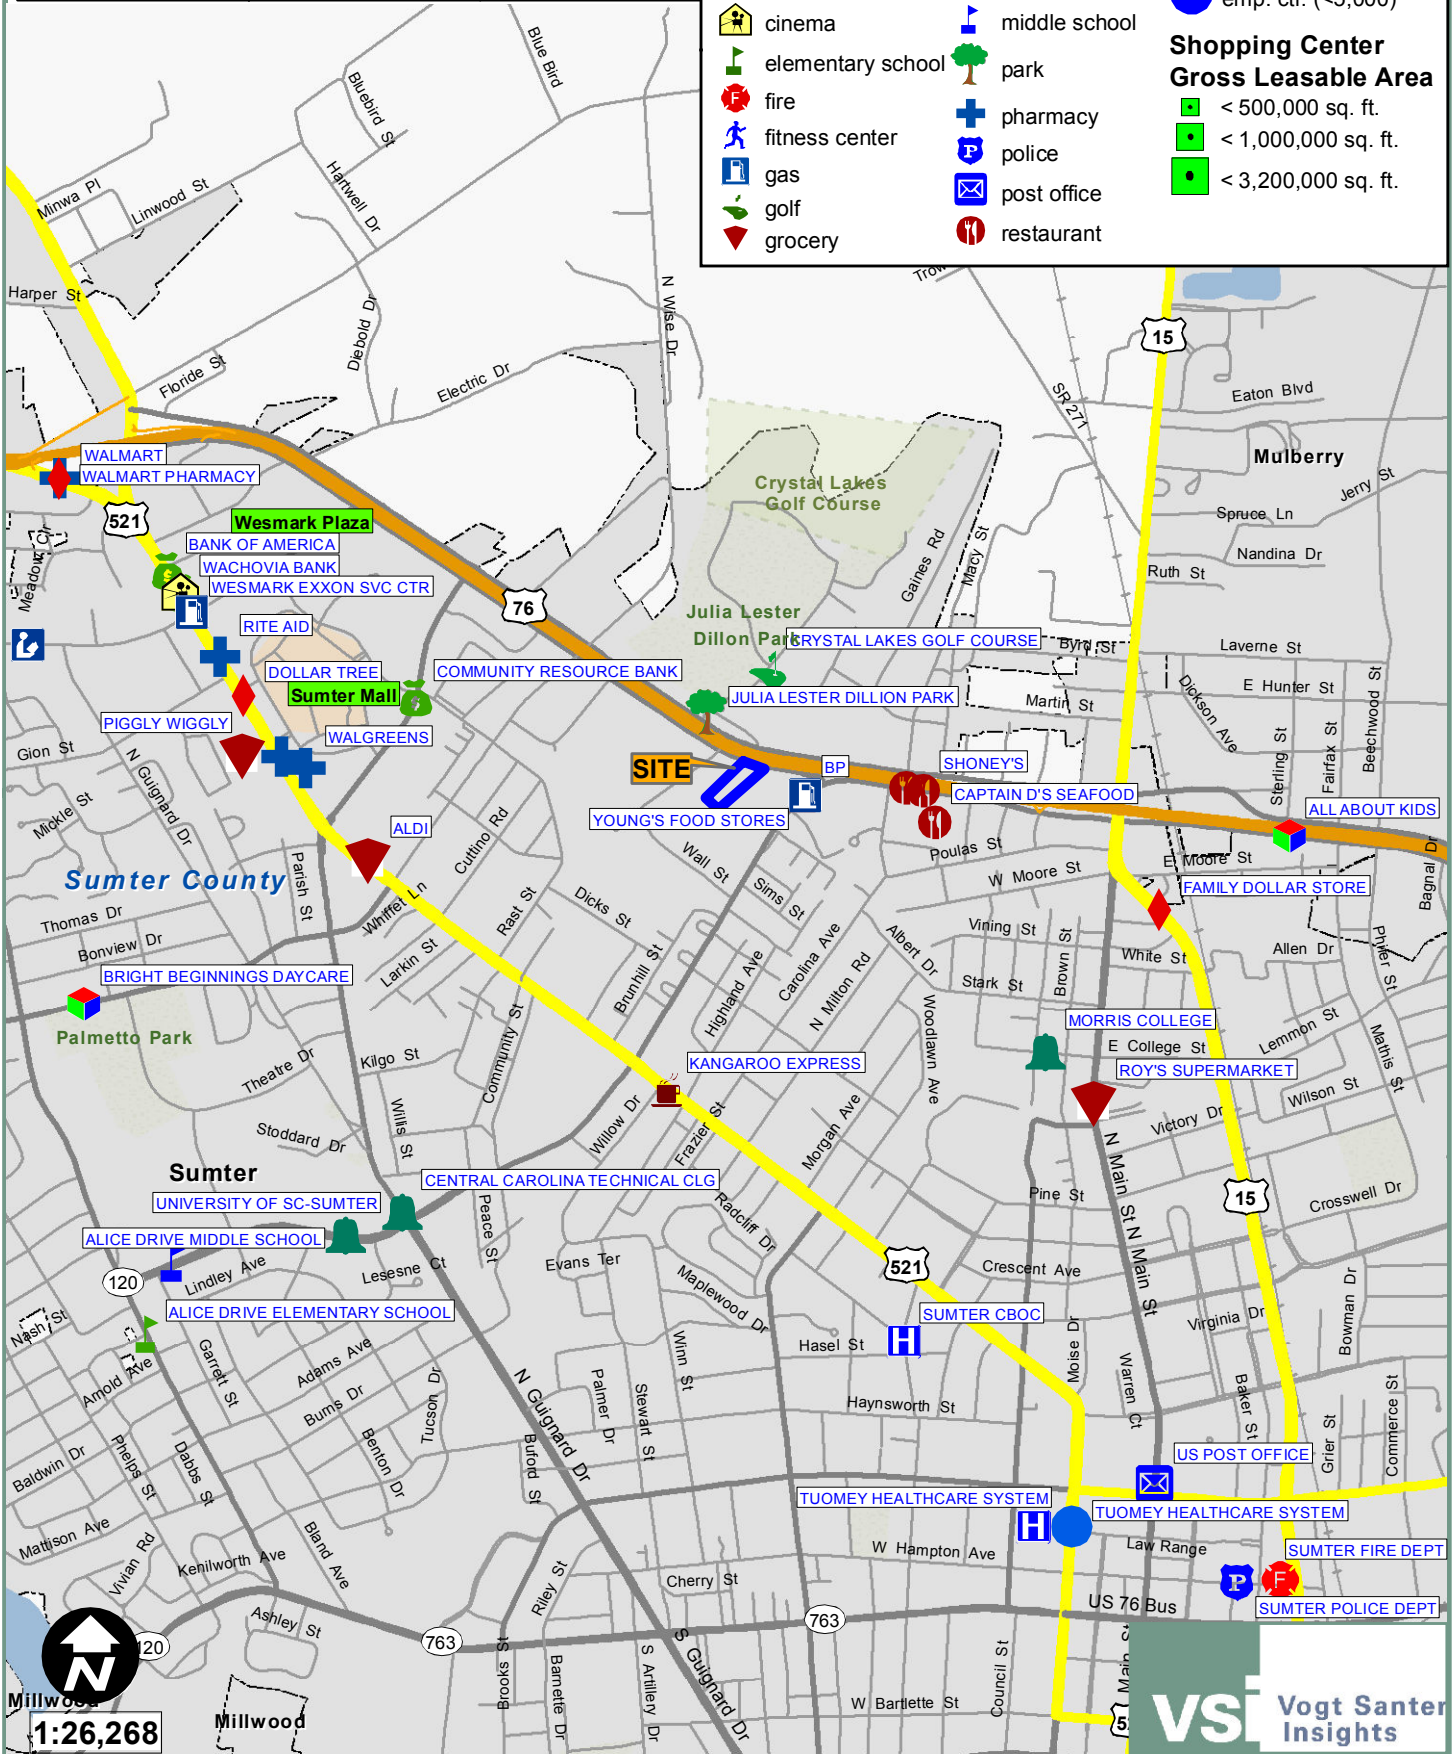 cinema
elementary school
fire
fitness center
gas
golf
grocery
middle school
park
pharmacy
police
post office
restaurant
emp. ctr. (<5,000)
Shopping Center
Gross Leasable Area
< 500,000 sq. ft.
< 1,000,000 sq. ft.
< 3,200,000 sq. ft.
Blue Bird
Bluebird St
Hartwell Dr
Minwa Pl
Linwood St
Harper St
Diebold Dr
Floride St
Electric Dr
N Wise Dr
SR 271
15
Eaton Blvd
Mulberry
Jerry St
Spruce Ln
Nandina Dr
Ruth St
WALMART
WALMART PHARMACY
521
Wesmark Plaza
BANK OF AMERICA
WACHOVIA BANK
WESMARK EXXON SVC CTR
Crystal Lakes
Golf Course
Gaines Rd
Macy St
76
RITE AID
Julia Lester
Dillon Park
CRYSTAL LAKES GOLF COURSE
Byrd St
Laverne St
DOLLAR TREE
COMMUNITY RESOURCE BANK
Sumter Mall
JULIA LESTER DILLION PARK
Martin St
E Hunter St
Dickson Ave
Sterling St
Fairfax St
Beechwood St
PIGGLY WIGGLY
WALGREENS
Gion St
N Guignard Dr
Mickle St
SITE
BP
SHONEY'S
CAPTAIN D'S SEAFOOD
YOUNG'S FOOD STORES
ALL ABOUT KIDS
ALDI
Cuttino Rd
Wall St
Sims St
Poulas St
W Moore St
E Moore St
Bagnal Dr
Sumter County
Parish St
Whiffet Ln
Rast St
Dicks St
FAMILY DOLLAR STORE
Thomas Dr
Bonview Dr
Larkin St
Brunhill St
Highland Ave
Carolina Ave
N Milton Rd
Albert Dr
Vining St
Stark St
Brown St
White St
Allen Dr
Phifer St
BRIGHT BEGINNINGS DAYCARE
Palmetto Park
Theatre Dr
Kilgo St
Community St
KANGAROO EXPRESS
Woodlawn Ave
MORRIS COLLEGE
E College St
ROY'S SUPERMARKET
Lemmon St
Mathis St
Wilson St
Victory Dr
Stoddard Dr
Willis St
Willow Dr
Frazier St
Morgan Ave
N Main St
N Main St
Sumter
UNIVERSITY OF SC-SUMTER
CENTRAL CAROLINA TECHNICAL CLG
Pine St
15
Crosswell Dr
ALICE DRIVE MIDDLE SCHOOL
Peace St
Radcliff Dr
120
Lindley Ave
Lesesne Ct
Evans Ter
Maplewood Dr
521
Crescent Ave
ALICE DRIVE ELEMENTARY SCHOOL
SUMTER CBOC
Nash St
Garrett St
Adams Ave
Winn St
Hasel St
H
Moise Dr
Virginia Dr
Bowman Dr
Arnold Ave
Burns Dr
Tucson Dr
N Guignard Dr
Palmer Dr
Stewart St
Haynsworth St
Warren Ct
Baker St
Grier St
Commerce St
Baldwin Dr
Phelps St
Dabbs St
Benton Dr
Buford St
US POST OFFICE
TUOMEY HEALTHCARE SYSTEM
TUOMEY HEALTHCARE SYSTEM
H
Mattison Ave
Vivian Rd
Kenilworth Ave
Bland Ave
Riley St
Cherry St
W Hampton Ave
Law Range
SUMTER FIRE DEPT
P
F
SUMTER POLICE DEPT
US 76 Bus
Ashley St
120
763
763
Brooks St
Barnette Dr
S Artilley Dr
S Guignard Dr
W Bartlette St
Council St
Main S
N
Millwood
Millwood
1:26,268
vsi
Vogt Santer
Insights